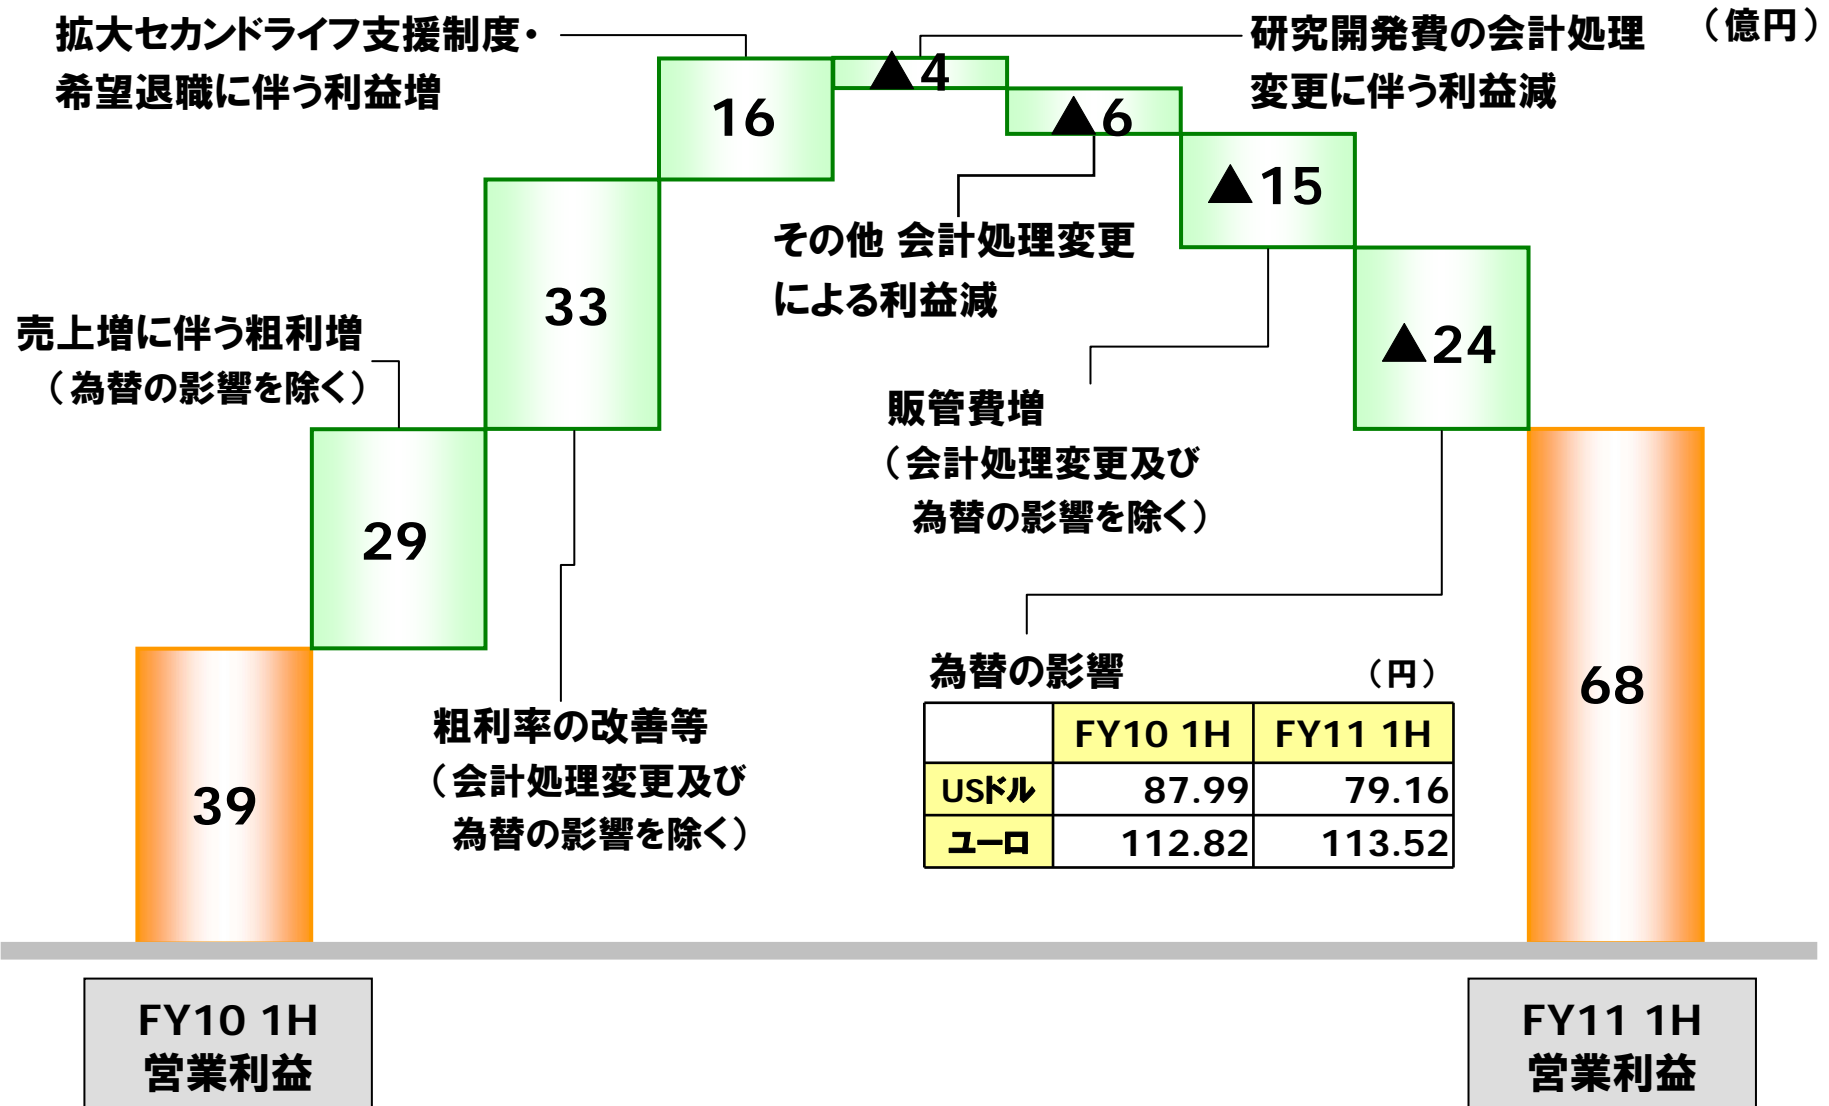 （億円）
拡大セカンドライフ支援制度・
希望退職に伴う利益増
研究開発費の会計処理
変更に伴う利益減
16
▲4
▲6
▲15
その他 会計処理変更
による利益減
33
▲24
売上増に伴う粗利増
（為替の影響を除く）
販管費増
（会計処理変更及び
為替の影響を除く）
29
為替の影響
（円）
FY10 1H FY11 1H
USドル 87.99 79.16
ユーロ 112.82 113.52
68
粗利率の改善等
（会計処理変更及び
為替の影響を除く）
39
FY10 1H
営業利益
FY11 1H
営業利益